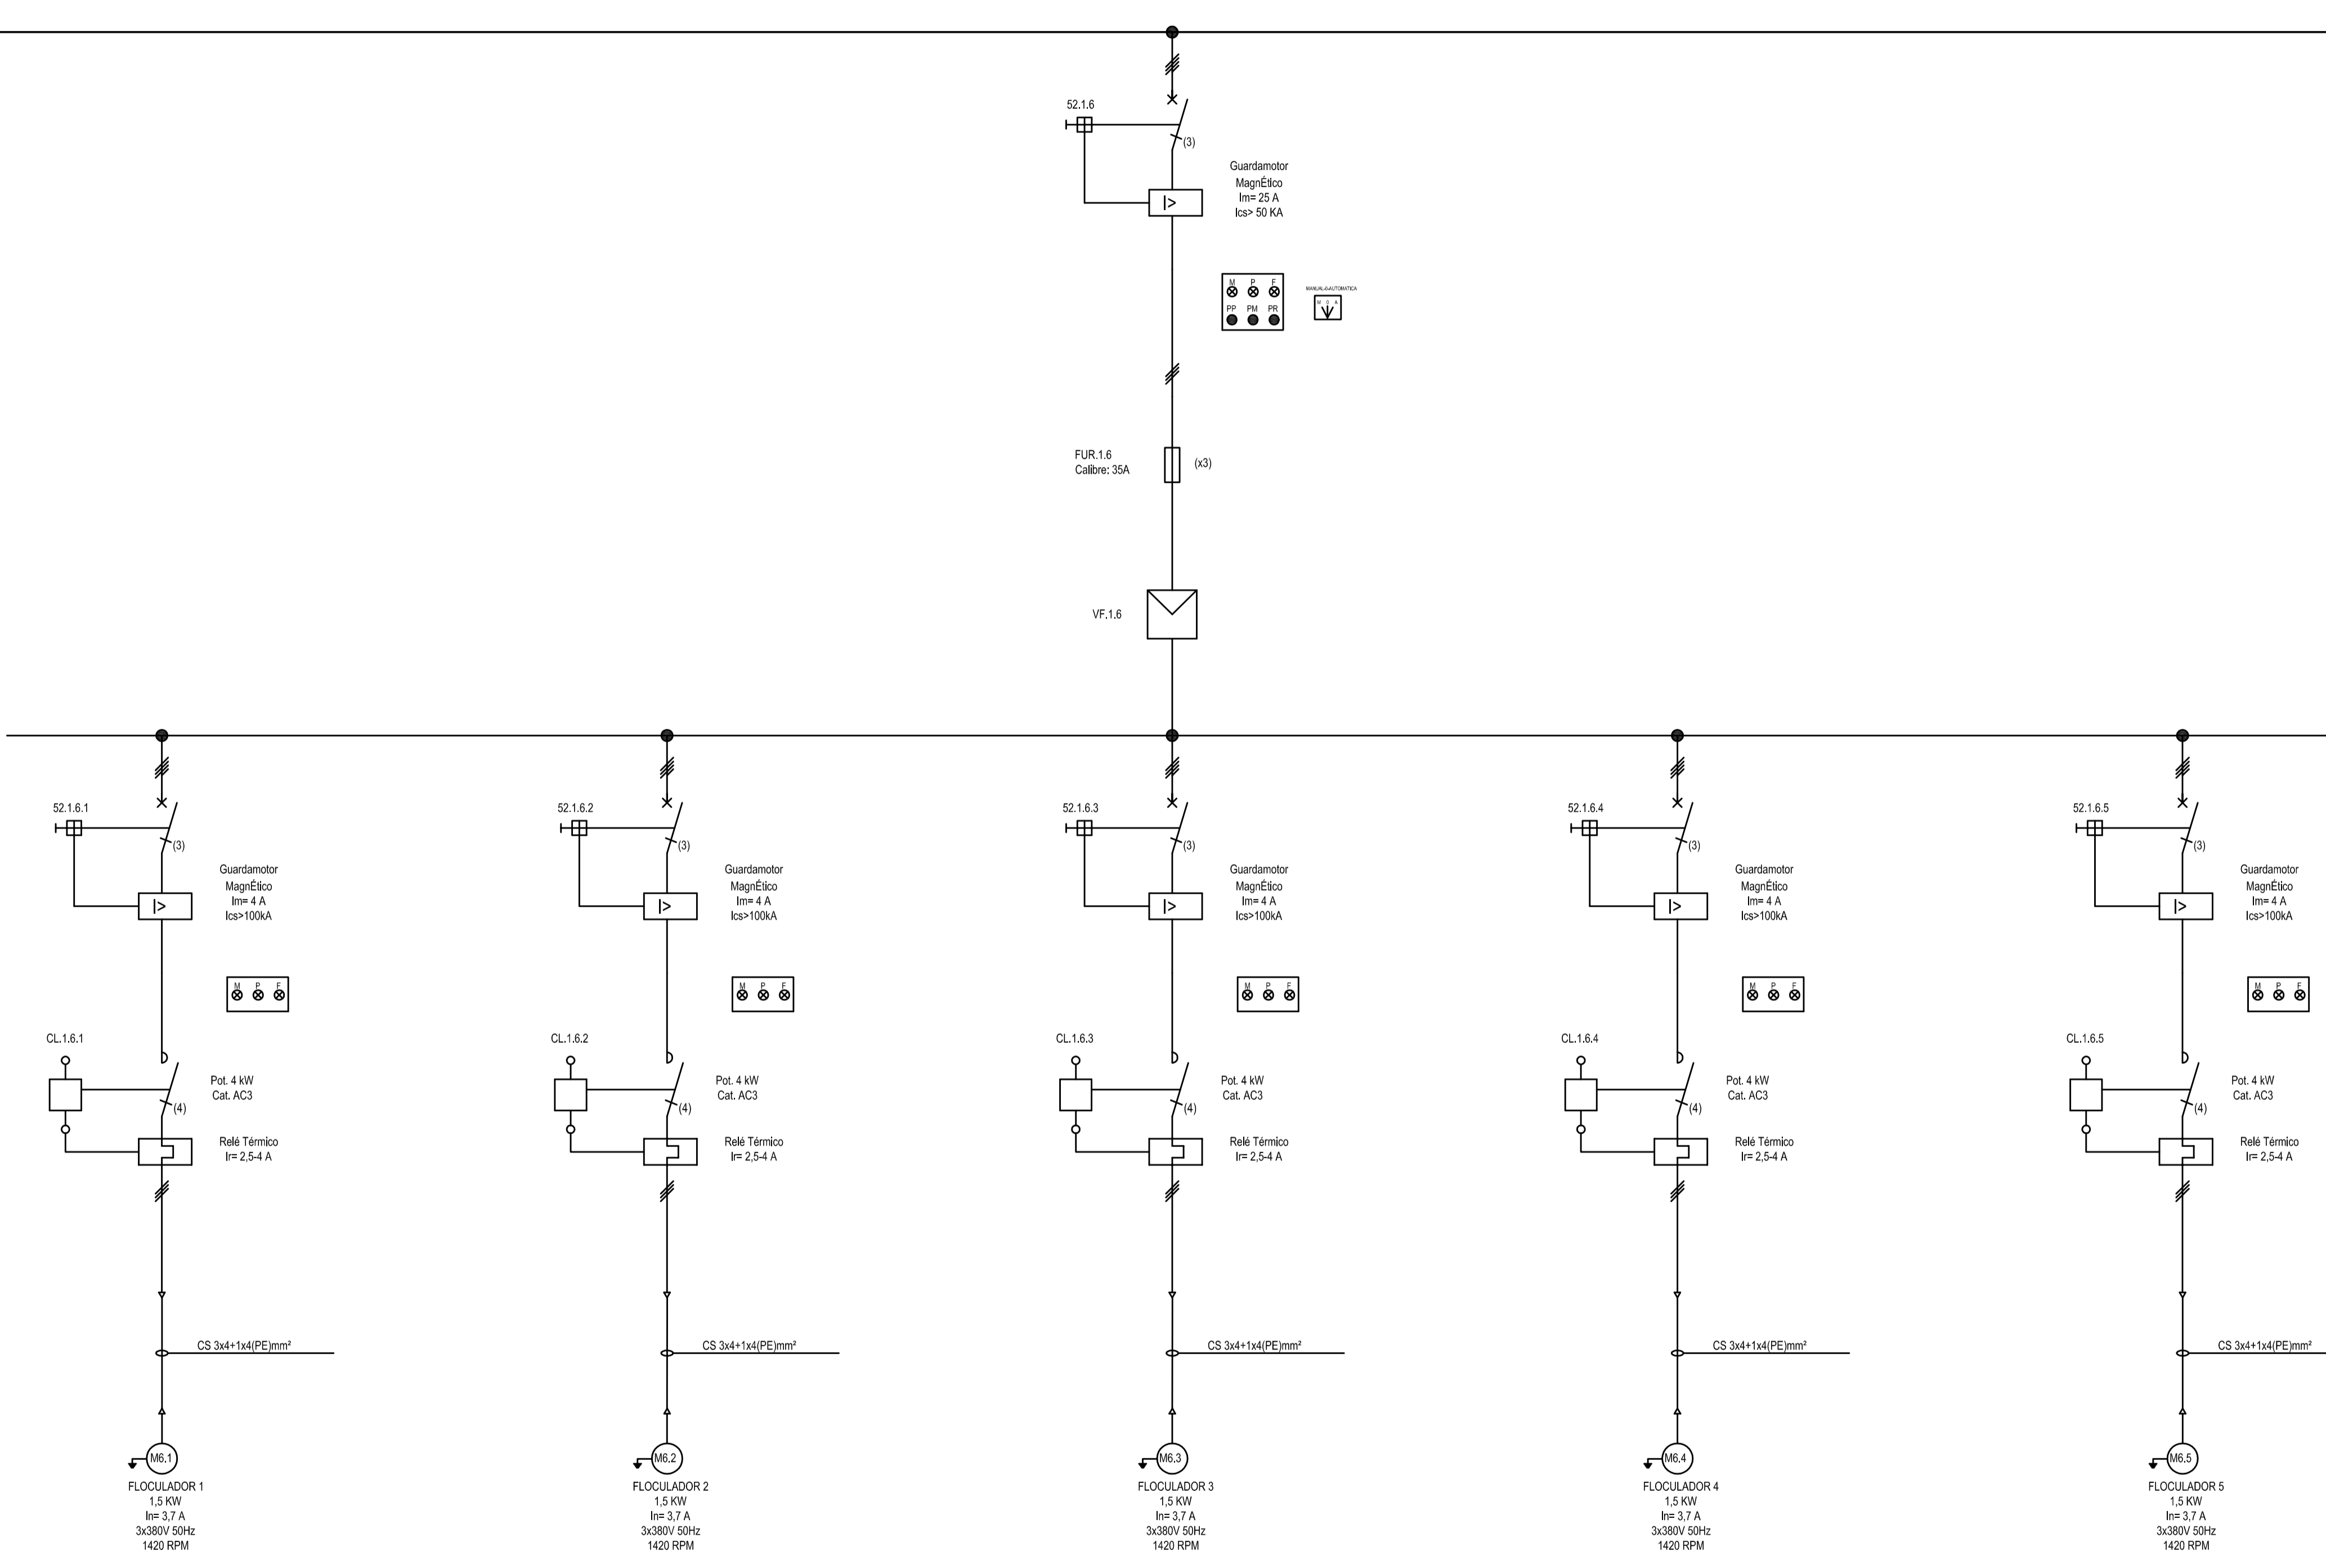 52.1.6
(3)
Guardamotor
MagnÉtico
Im= 25 A
Ics> 50 KA
I>
M P F
PP PM PR
MANUAL-0-AUTOMATICA
M 0 A
FUR.1.6
Calibre: 35A
(x3)
VF.1.6
52.1.6.1
(3)
Guardamotor
MagnÉtico
Im= 4 A
Ics>100kA
I>
M P F
CL.1.6.1
Pot. 4 kW
Cat. AC3
(4)
Relé Térmico
Ir= 2,5-4 A
CS 3x4+1x4(PE)mm²
M6.1
FLOCULADOR 1
1,5 KW
In= 3,7 A
3x380V 50Hz
1420 RPM
52.1.6.2
(3)
Guardamotor
MagnÉtico
Im= 4 A
Ics>100kA
I>
M P F
CL.1.6.2
Pot. 4 kW
Cat. AC3
(4)
Relé Térmico
Ir= 2,5-4 A
CS 3x4+1x4(PE)mm²
M6.2
FLOCULADOR 2
1,5 KW
In= 3,7 A
3x380V 50Hz
1420 RPM
52.1.6.3
(3)
Guardamotor
MagnÉtico
Im= 4 A
Ics>100kA
I>
M P F
CL.1.6.3
Pot. 4 kW
Cat. AC3
(4)
Relé Térmico
Ir= 2,5-4 A
CS 3x4+1x4(PE)mm²
M6.3
FLOCULADOR 3
1,5 KW
In= 3,7 A
3x380V 50Hz
1420 RPM
52.1.6.4
(3)
Guardamotor
MagnÉtico
Im= 4 A
Ics>100kA
I>
M P F
CL.1.6.4
Pot. 4 kW
Cat. AC3
(4)
Relé Térmico
Ir= 2,5-4 A
CS 3x4+1x4(PE)mm²
M6.4
FLOCULADOR 4
1,5 KW
In= 3,7 A
3x380V 50Hz
1420 RPM
52.1.6.5
(3)
Guardamotor
MagnÉtico
Im= 4 A
Ics>100kA
I>
M P F
CL.1.6.5
Pot. 4 kW
Cat. AC3
(4)
Relé Térmico
Ir= 2,5-4 A
CS 3x4+1x4(PE)mm²
M6.5
FLOCULADOR 5
1,5 KW
In= 3,7 A
3x380V 50Hz
1420 RPM